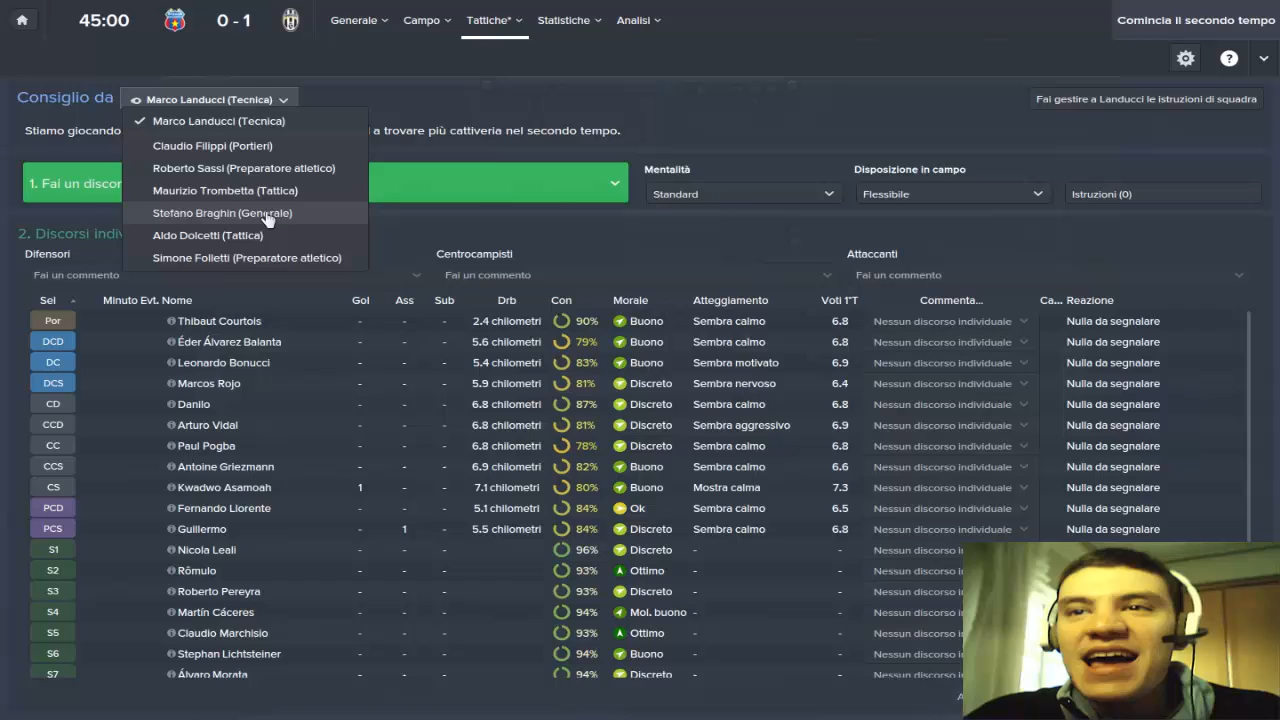 45:00 0 - 1 Generale Campo Tattiche* Statistiche Analisi Comincia il secondo tempo
?
Consiglio da Marco Landucci (Tecnica) Fai gestire a Landucci le istruzioni di squadra
Marco Landucci (Tecnica)
Stiamo giocando a trovare più cattiveria nel secondo tempo.
Claudio Filippi (Portieri)
Roberto Sassi (Preparatore atletico) Mentalità Disposizione in campo
1. Fai un discor
Maurizio Trombetta (Tattica) Standard Flessibile Istruzioni (0)
Stefano Braghin (Generale)
2. Discorsi indiv Aldo Dolcetti (Tattica)
Difensori Simone Folletti (Preparatore atletico) Centrocampisti Attaccanti
Fai un commento Fai un commento Fai un commento
Sel Minuto Evt. Nome Gol Ass Sub Drb Con Morale Atteggiamento Voti 1°T Commenta... Ca... Reazione
Por Thibaut Courtois - - - 2.4 chilometri 90% Buono Sembra calmo 6.8 Nessun discorso individuale Nulla da segnalare
DCD Éder Álvarez Balanta - - - 5.6 chilometri 79% Buono Sembra calmo 6.8 Nessun discorso individuale Nulla da segnalare
DC Leonardo Bonucci - - - 5.4 chilometri 83% Buono Sembra motivato 6.9 Nessun discorso individuale Nulla da segnalare
DCS Marcos Rojo - - - 5.9 chilometri 81% Discreto Sembra nervoso 6.4 Nessun discorso individuale Nulla da segnalare
CD Danilo - - - 6.8 chilometri 87% Discreto Sembra calmo 6.8 Nessun discorso individuale Nulla da segnalare
CCD Arturo Vidal - - - 6.8 chilometri 81% Discreto Sembra aggressivo 6.9 Nessun discorso individuale Nulla da segnalare
CC Paul Pogba - - - 6.8 chilometri 78% Discreto Sembra calmo 6.8 Nessun discorso individuale Nulla da segnalare
CCS Antoine Griezmann - - - 6.9 chilometri 82% Buono Sembra calmo 6.6 Nessun discorso individuale Nulla da segnalare
CS Kwadwo Asamoah 1 - - 7.1 chilometri 80% Buono Mostra calma 7.3 Nessun discorso individuale Nulla da segnalare
PCD Fernando Llorente - - - 5.1 chilometri 84% Ok Sembra calmo 6.5 Nessun discorso individuale Nulla da segnalare
PCS Guillermo - 1 - 5.5 chilometri 84% Discreto Sembra calmo 6.8 Nessun discorso individuale Nulla da segnalare
S1 Nicola Leali - - - 96% Discreto - - Nessun discorso
S2 Rômulo - - - 93% Ottimo - - Nessun discorso
S3 Roberto Pereyra - - - 93% Discreto - - Nessun discorso
S4 Martín Cáceres - - - 94% Mol. buono - - Nessun discorso
S5 Claudio Marchisio - - - 93% Ottimo - - Nessun discorso
S6 Stephan Lichtsteiner - - - 94% Buono - - Nessun discorso
S7 Álvaro Morata - - - 94% Discreto - - Nessun discorso